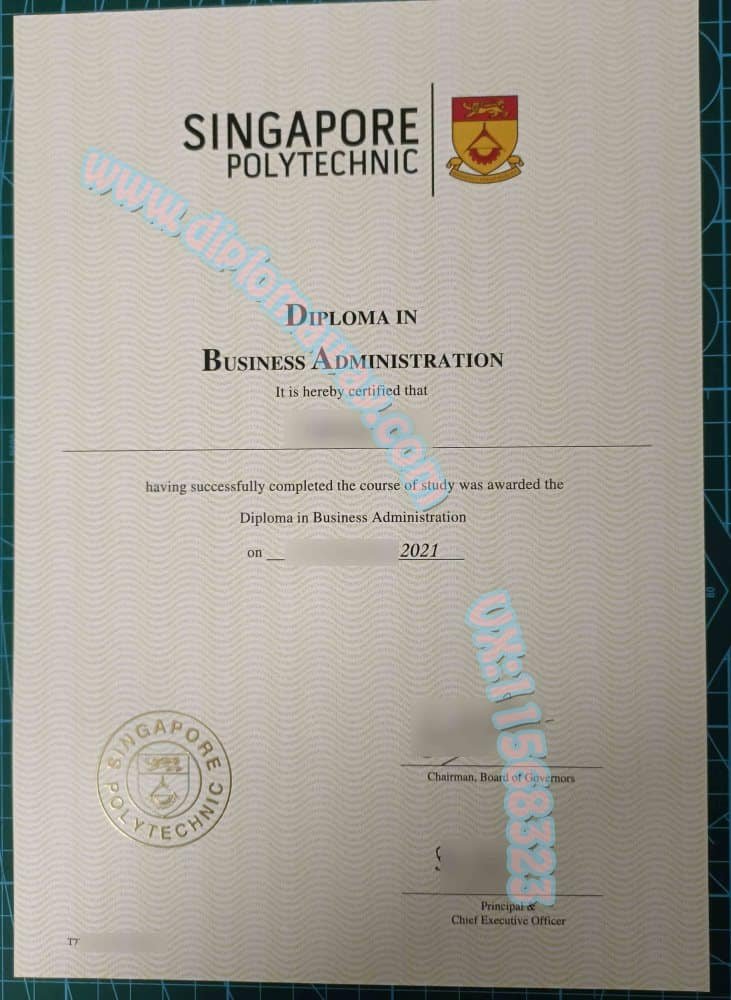 SINGAPORE
POLYTECHNIC
DIPLOMA IN
BUSINESS ADMINISTRATION
It is hereby certified that
having successfully completed the course of study was awarded the
Diploma in Business Administration
on 2021
Chairman, Board of Governors
Principal &
Chief Executive Officer
SINGAPORE
POLYTECHNIC
T7